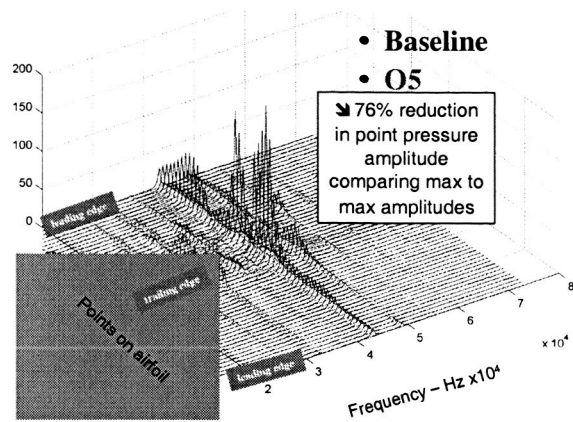 • Baseline
• O5
➘ 76% reduction
in point pressure
amplitude
comparing max to
max amplitudes
200
150
100
50
0
leading edge
trailing edge
Points on airfoil
leading edge
2
3
4
5
6
7
8
x 10⁴
Frequency – Hz x10⁴